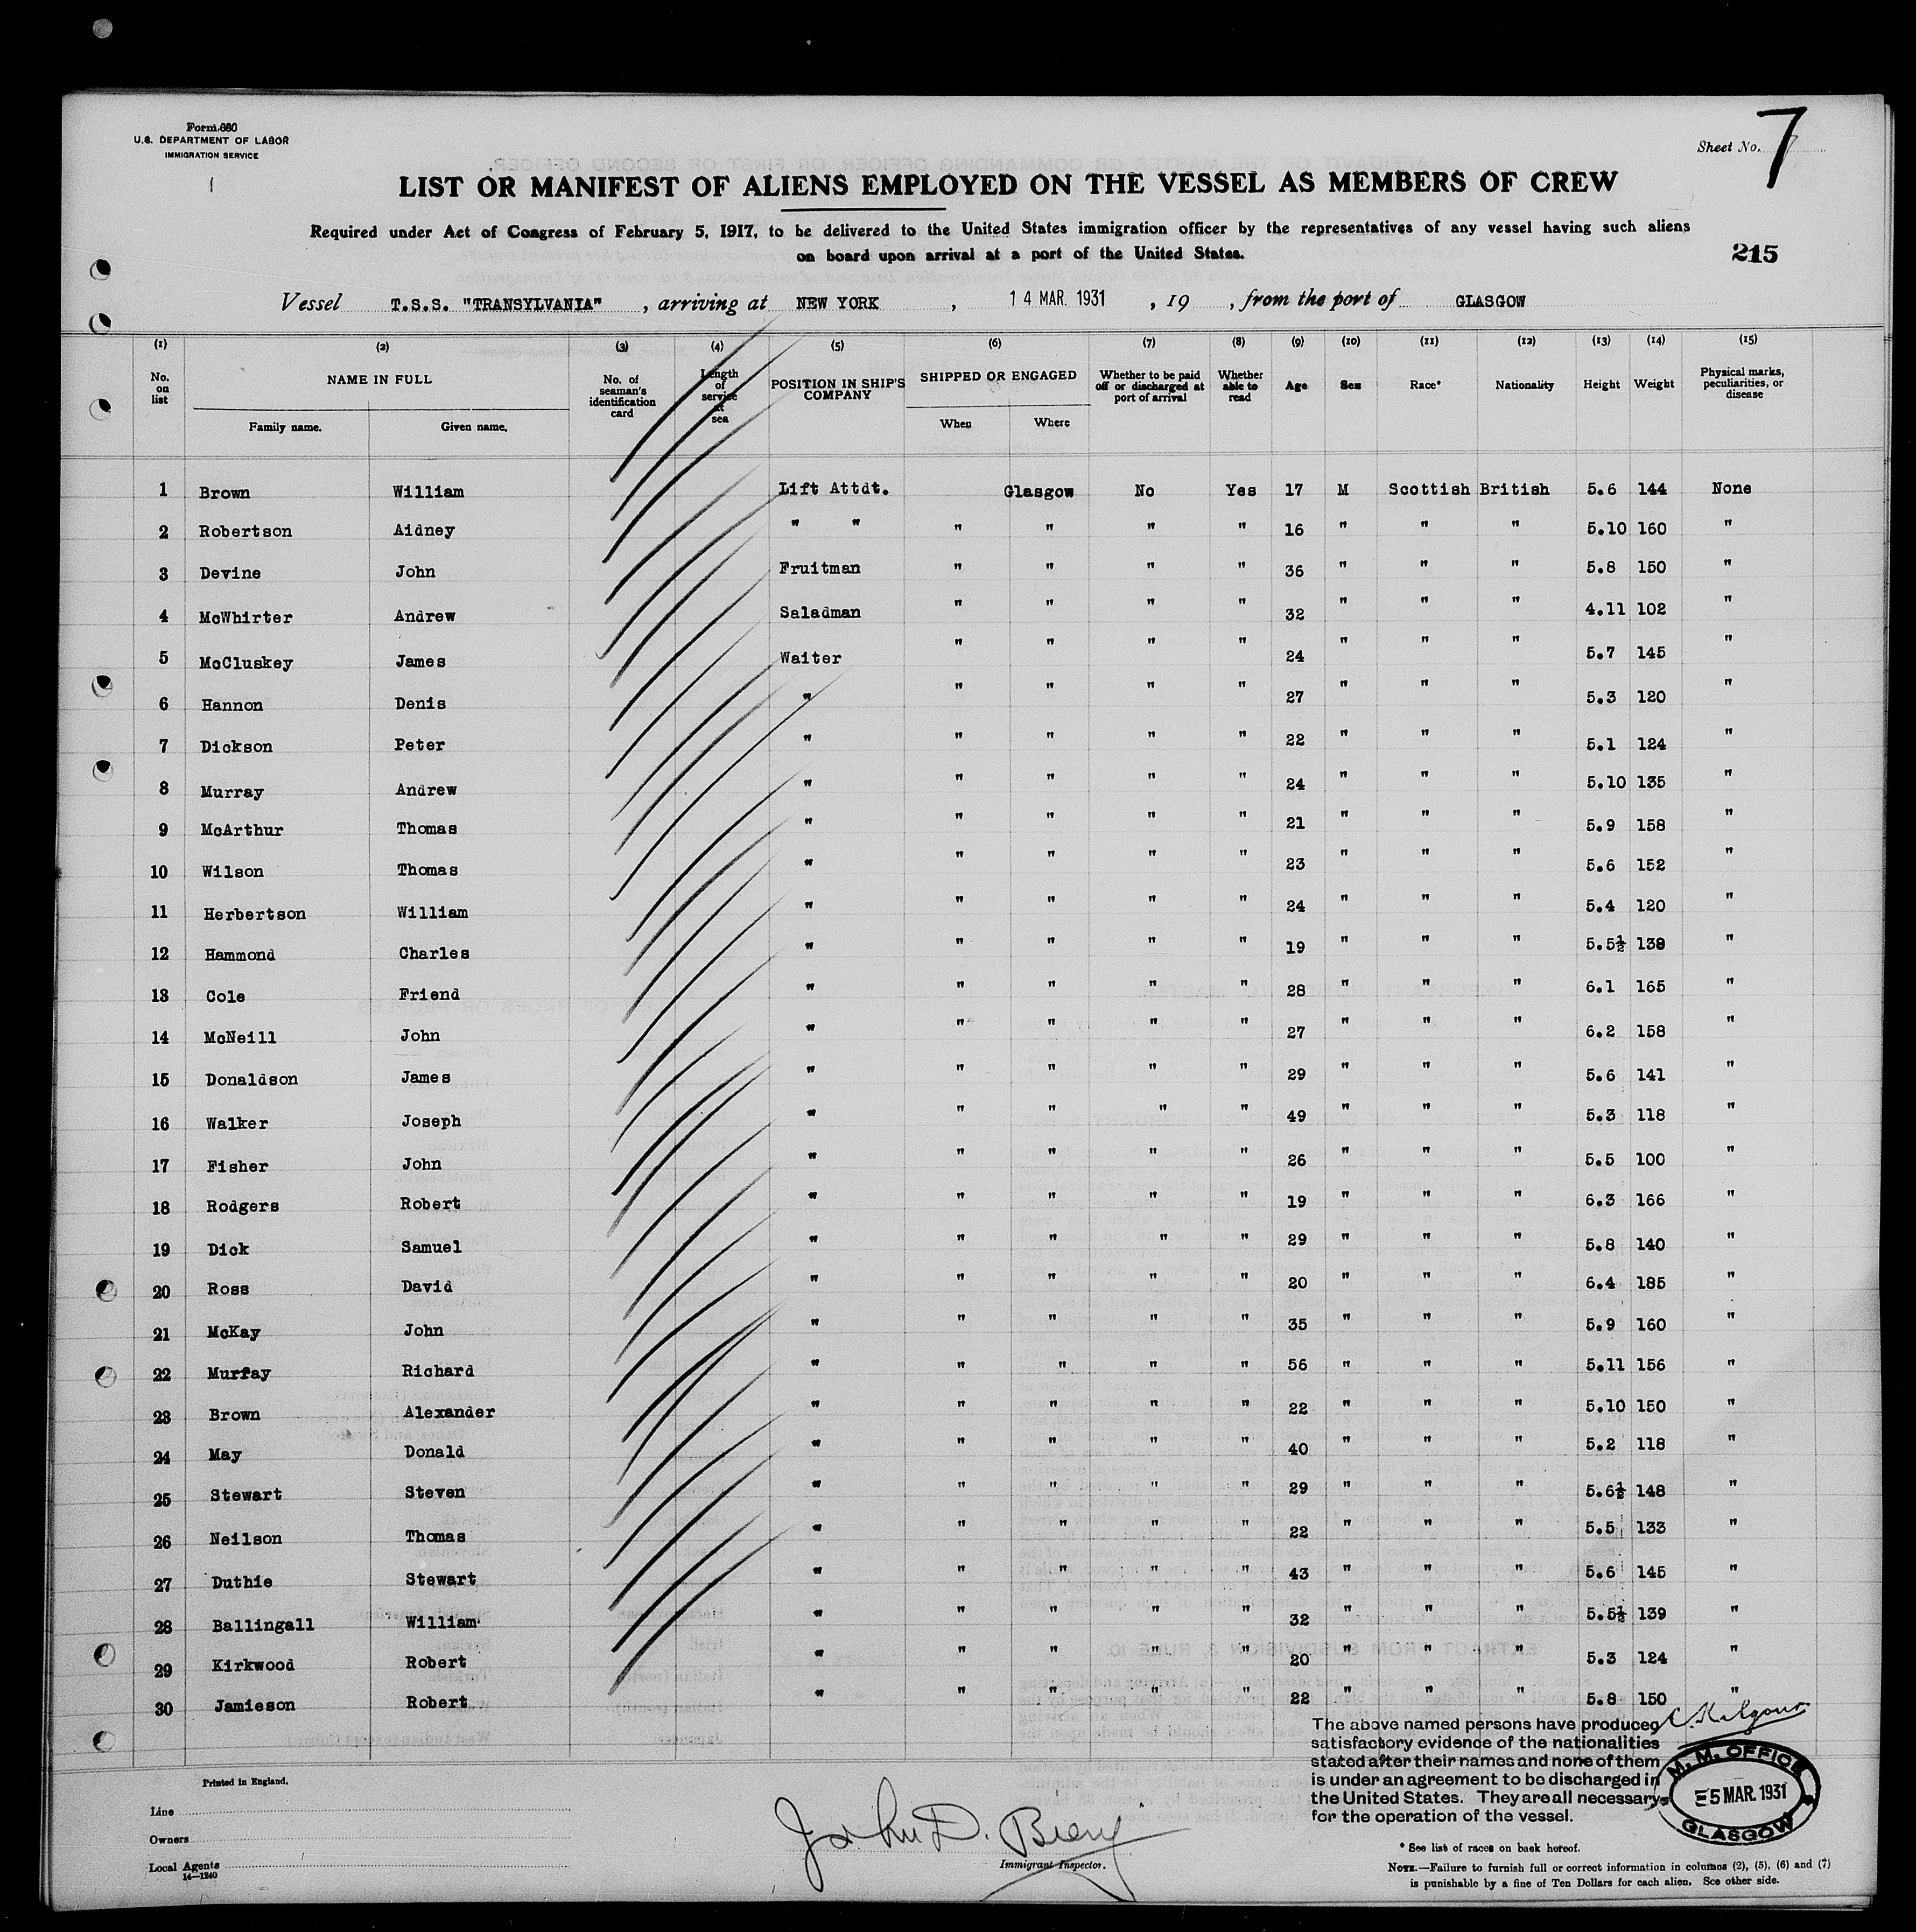 Form 680
U.S. DEPARTMENT OF LABOR
IMMIGRATION SERVICE
Sheet No. 7
LIST OR MANIFEST OF ALIENS EMPLOYED ON THE VESSEL AS MEMBERS OF CREW
Required under Act of Congress of February 5, 1917, to be delivered to the United States immigration officer by the representatives of any vessel having such aliens
on board upon arrival at a port of the United States.
215
Vessel T.S.S. "TRANSYLVANIA", arriving at NEW YORK, 14 MAR. 1931, 19 , from the port of GLASGOW
(1) (2) (3) (4) (5) (6) (7) (8) (9) (10) (11) (12) (13) (14) (15)
No. on list NAME IN FULL No. of seaman's identification card Length of service at sea POSITION IN SHIP'S COMPANY SHIPPED OR ENGAGED Whether to be paid off or discharged at port of arrival Whether able to read Age Sex Race* Nationality Height Weight Physical marks, peculiarities, or disease
Family name. Given name. When Where
1 Brown William Lift Attdt. Glasgow No Yes 17 M Scottish British 5.6 144 None
2 Robertson Aidney " " " " " " 16 " " " 5.10 160 "
3 Devine John Fruitman " " " " 36 " " " 5.8 150 "
4 McWhirter Andrew Saladman " " " " 32 " " " 4.11 102 "
5 McCluskey James Waiter " " " " 24 " " " 5.7 145 "
6 Hannon Denis " " " " " 27 " " " 5.3 120 "
7 Dickson Peter " " " " " 22 " " " 5.1 124 "
8 Murray Andrew " " " " " 24 " " " 5.10 135 "
9 McArthur Thomas " " " " " 21 " " " 5.9 158 "
10 Wilson Thomas " " " " " 23 " " " 5.6 152 "
11 Herbertson William " " " " " 24 " " " 5.4 120 "
12 Hammond Charles " " " " " 19 " " " 5.5½ 139 "
13 Cole Friend " " " " " 28 " " " 6.1 165 "
14 McNeill John " " " " " 27 " " " 6.2 158 "
15 Donaldson James " " " " " 29 " " " 5.6 141 "
16 Walker Joseph " " " " " 49 " " " 5.3 118 "
17 Fisher John " " " " " 26 " " " 5.5 100 "
18 Rodgers Robert " " " " " 19 " " " 6.3 166 "
19 Dick Samuel " " " " " 29 " " " 5.8 140 "
20 Ross David " " " " " 20 " " " 6.4 185 "
21 McKay John " " " " " 35 " " " 5.9 160 "
22 Murray Richard " " " " " 56 " " " 5.11 156 "
23 Brown Alexander " " " " " 22 " " " 5.10 150 "
24 May Donald " " " " " 40 " " " 5.2 118 "
25 Stewart Steven " " " " " 29 " " " 5.6½ 148 "
26 Neilson Thomas " " " " " 22 " " " 5.5 133 "
27 Duthie Stewart " " " " " 43 " " " 5.6 145 "
28 Ballingall William " " " " " 32 " " " 5.5½ 139 "
29 Kirkwood Robert " " " " " 20 " " " 5.3 124 "
30 Jamieson Robert " " " " " 22 " " " 5.8 150 "
The above named persons have produced
satisfactory evidence of the nationalities
stated after their names and none of them
is under an agreement to be discharged in
the United States. They are all necessary
for the operation of the vessel.
C. Kilgour
M.M. OFFICE
5 MAR. 1931
GLASGOW
Printed in England.
Line
Owners
Local Agents
14—1240
John D.
Immigrant Inspector.
* See list of races on back hereof.
NOTE.—Failure to furnish full or correct information in columns (2), (5), (6) and (7)
is punishable by a fine of Ten Dollars for each alien. See other side.